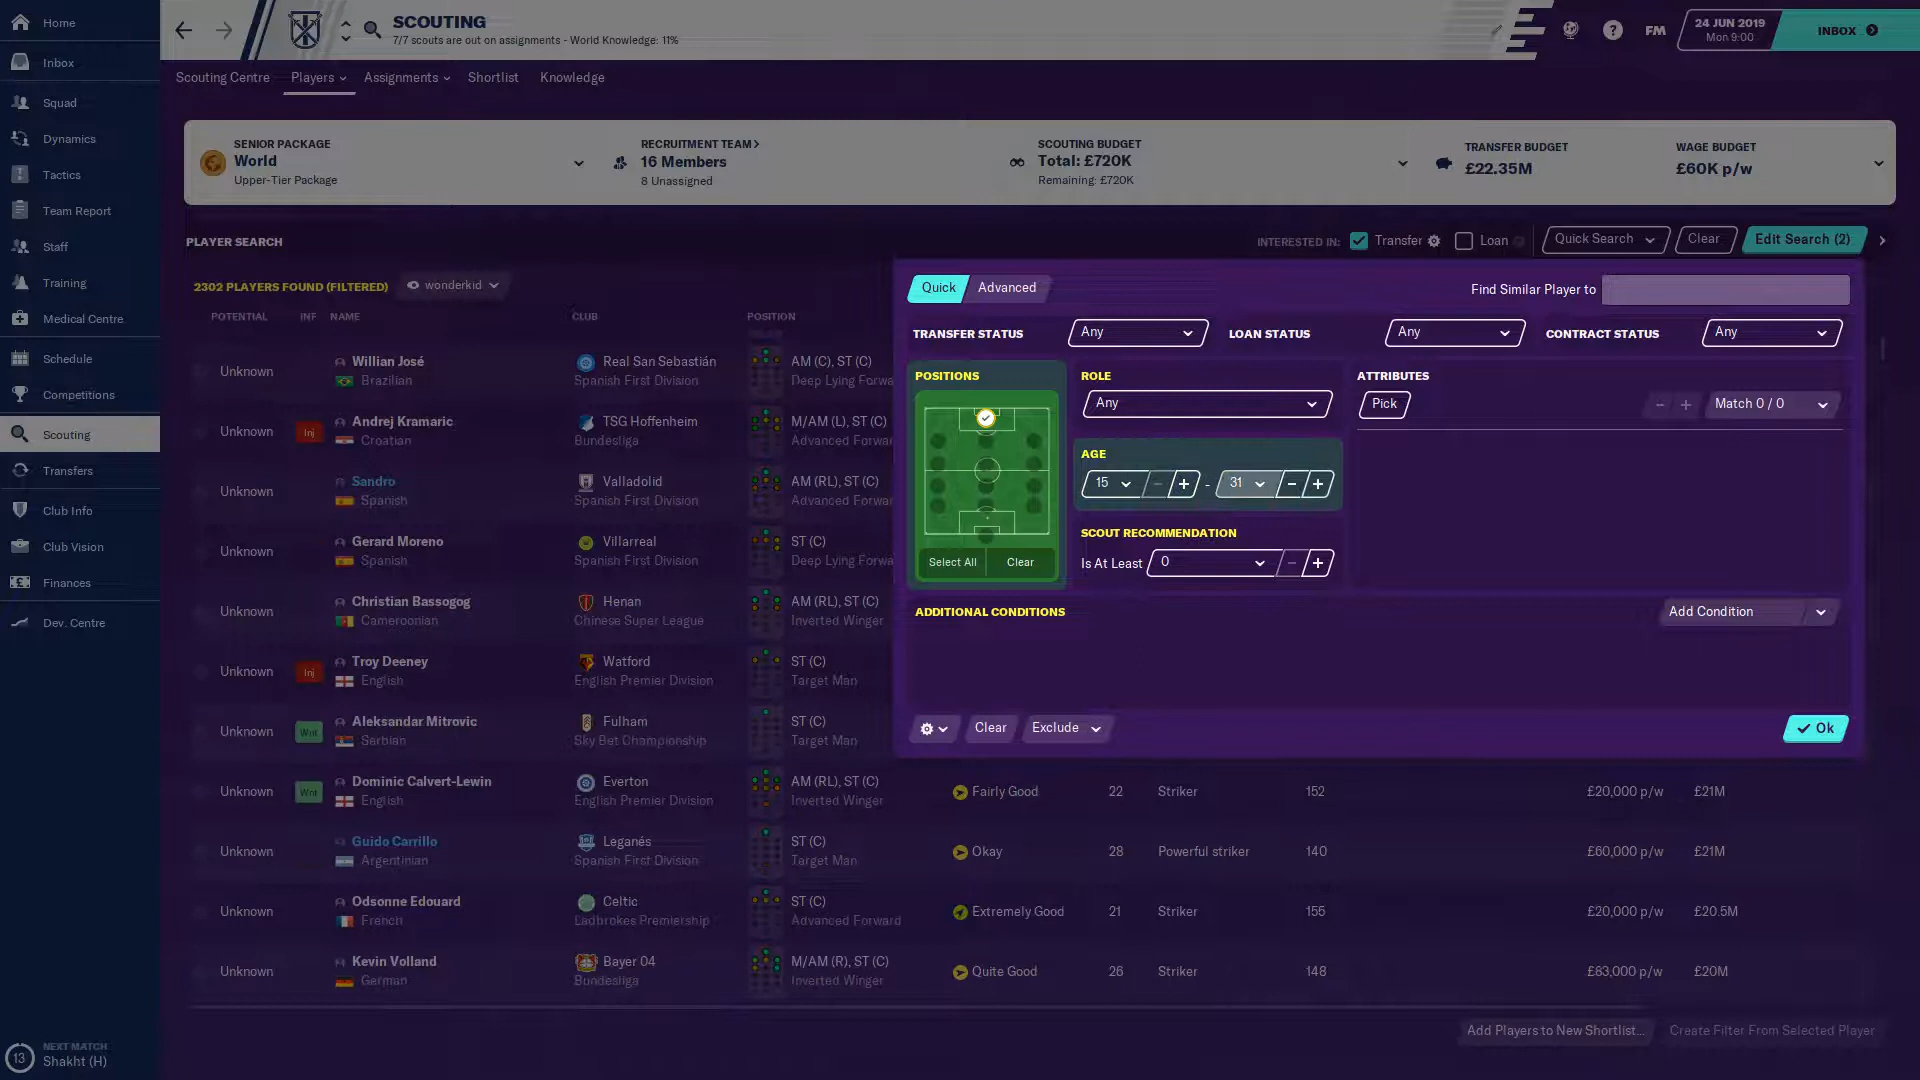 Home
Inbox
Squad
Dynamics
Tactics
Team Report
Staff
Training
Medical Centre
Schedule
Competitions
Scouting
Transfers
Club Info
Club Vision
Finances
Dev. Centre
13
NEXT MATCH
Shakht (H)
SCOUTING
7/7 scouts are out on assignments - World Knowledge: 11%
FM
24 JUN 2019
Mon 9:00
INBOX
Scouting Centre
Players
Assignments
Shortlist
Knowledge
SENIOR PACKAGE
World
Upper-Tier Package
RECRUITMENT TEAM
16 Members
8 Unassigned
SCOUTING BUDGET
Total: £720K
Remaining: £720K
TRANSFER BUDGET
£22.35M
WAGE BUDGET
£60K p/w
PLAYER SEARCH
INTERESTED IN: Transfer Loan
Quick Search
Clear
Edit Search (2)
2302 PLAYERS FOUND (FILTERED)
wonderkid
POTENTIAL INF NAME CLUB POSITION
Unknown Willian José Real San Sebastián AM (C), ST (C)
Brazilian Spanish First Division Deep Lying Forwa
Unknown Inj Andrej Kramaric TSG Hoffenheim M/AM (L), ST (C)
Croatian Bundesliga Advanced Forwar
Unknown Sandro Valladolid AM (RL), ST (C)
Spanish Spanish First Division Advanced Forwar
Unknown Gerard Moreno Villarreal ST (C)
Spanish Spanish First Division Deep Lying Forwa
Unknown Christian Bassogog Henan AM (RL), ST (C)
Cameroonian Chinese Super League Inverted Winger
Unknown Inj Troy Deeney Watford ST (C)
English English Premier Division Target Man
Unknown Wnt Aleksandar Mitrovic Fulham ST (C)
Serbian Sky Bet Championship Target Man
Unknown Wnt Dominic Calvert-Lewin Everton AM (RL), ST (C) Fairly Good 22 Striker 152 £20,000 p/w £21M
English English Premier Division Inverted Winger
Unknown Guido Carrillo Leganés ST (C) Okay 28 Powerful striker 140 £60,000 p/w £21M
Argentinian Spanish First Division Target Man
Unknown Odsonne Edouard Celtic ST (C) Extremely Good 21 Striker 155 £20,000 p/w £20.5M
French Ladbrokes Premiership Advanced Forward
Unknown Kevin Volland Bayer 04 M/AM (R), ST (C) Quite Good 26 Striker 148 £83,000 p/w £20M
German Bundesliga Inverted Winger
Quick
Advanced
Find Similar Player to
TRANSFER STATUS Any
LOAN STATUS Any
CONTRACT STATUS Any
POSITIONS
Select All
Clear
ROLE
Any
AGE
15 - + - 31 - +
SCOUT RECOMMENDATION
Is At Least 0 - +
ATTRIBUTES
Pick
- + Match 0 / 0
ADDITIONAL CONDITIONS
Add Condition
Clear
Exclude
Ok
Add Players to New Shortlist...
Create Filter From Selected Player